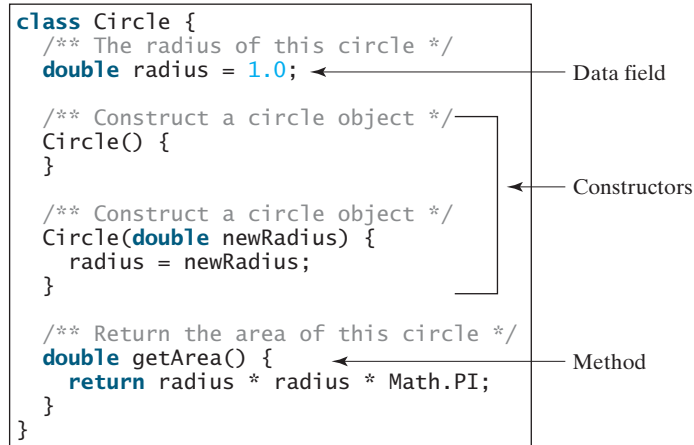 class Circle {
/** The radius of this circle */
double radius = 1.0;
Data field
/** Construct a circle object */
Circle() {
}
Constructors
/** Construct a circle object */
Circle(double newRadius) {
radius = newRadius;
}
/** Return the area of this circle */
double getArea() {
Method
return radius * radius * Math.PI;
}
}